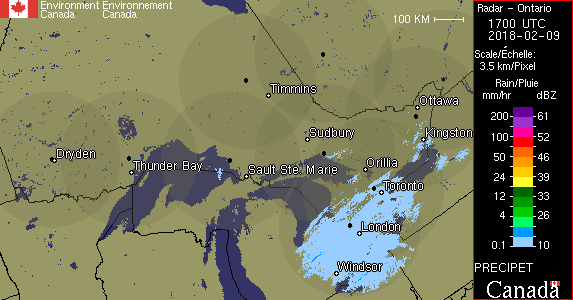 Environment Environnement
Canada Canada
100 KM
Timmins
Ottawa
Sudbury
Kingston
Dryden
Thunder Bay
Sault Ste. Marie
Orillia
Toronto
London
Windsor
Radar - Ontario
1700 UTC
2018-02-09
Scale/Échelle:
3.5 km/Pixel
Rain/Pluie
mm/hr dBZ
200 61
100 52
50 46
24 39
12 33
4 26
0.1 10
PRECIPET
Canada